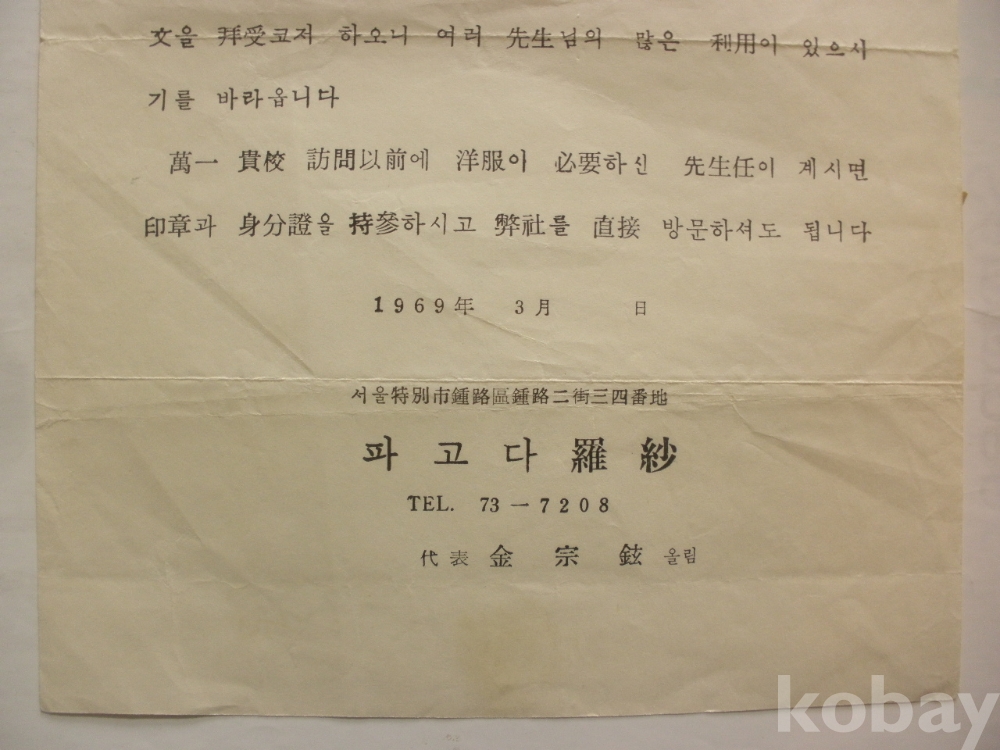 文을 拜受코저 하오니 여러 先生님의 많은 利用이 있으시
기를 바라옵니다
萬一 貴校 訪問以前에 洋服이 必要하신 先生任이 계시면
印章과 身分證을 持參하시고 弊社를 直接 방문하셔도 됩니다
1969年 3月 日
서울特別市鍾路區鍾路二街三四番地
파고다羅紗
TEL. 73-7208
代表 金宗鉉 올림
kobay